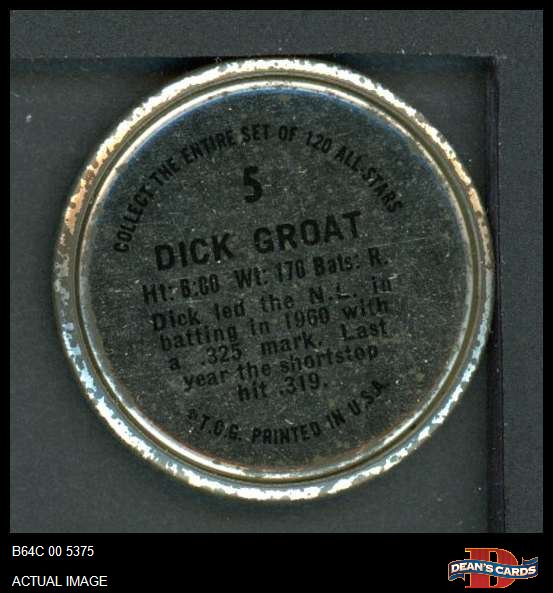 COLLECT THE ENTIRE SET OF 120 ALL-STARS
5
DICK GROAT
Ht: 6:00 Wt: 170 Bats: R.
Dick led the N.L. in
batting in 1960 with
a .325 mark. Last
year the shortstop
hit .319.
© T.C.G. PRINTED IN U.S.A.
B64C 00 5375
ACTUAL IMAGE
D
DEAN'S CARDS